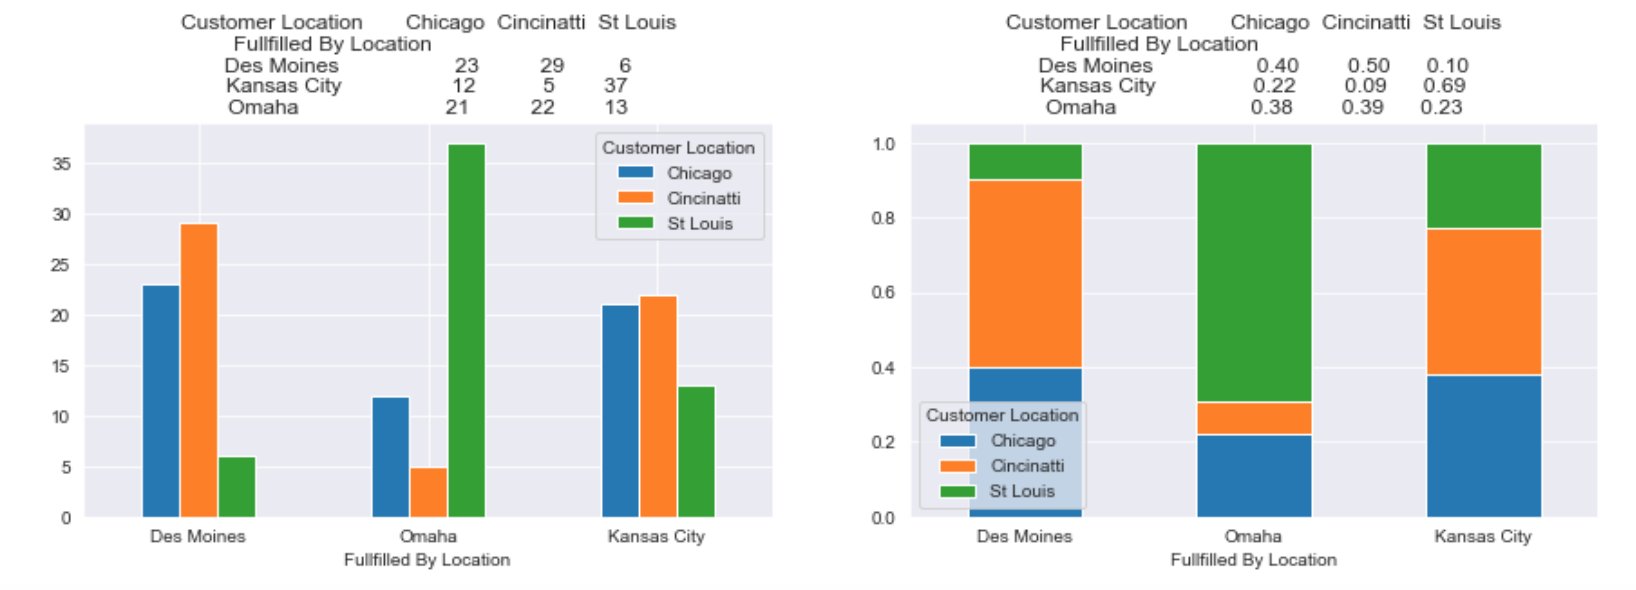 Customer Location Chicago Cincinatti St Louis
Fullfilled By Location
Des Moines 23 29 6
Kansas City 12 5 37
Omaha 21 22 13
35
30
25
20
15
10
5
0
Customer Location
Chicago
Cincinatti
St Louis
Des Moines Omaha Kansas City
Fullfilled By Location
Customer Location Chicago Cincinatti St Louis
Fullfilled By Location
Des Moines 0.40 0.50 0.10
Kansas City 0.22 0.09 0.69
Omaha 0.38 0.39 0.23
1.0
0.8
0.6
0.4
0.2
0.0
Customer Location
Chicago
Cincinatti
St Louis
Des Moines Omaha Kansas City
Fullfilled By Location